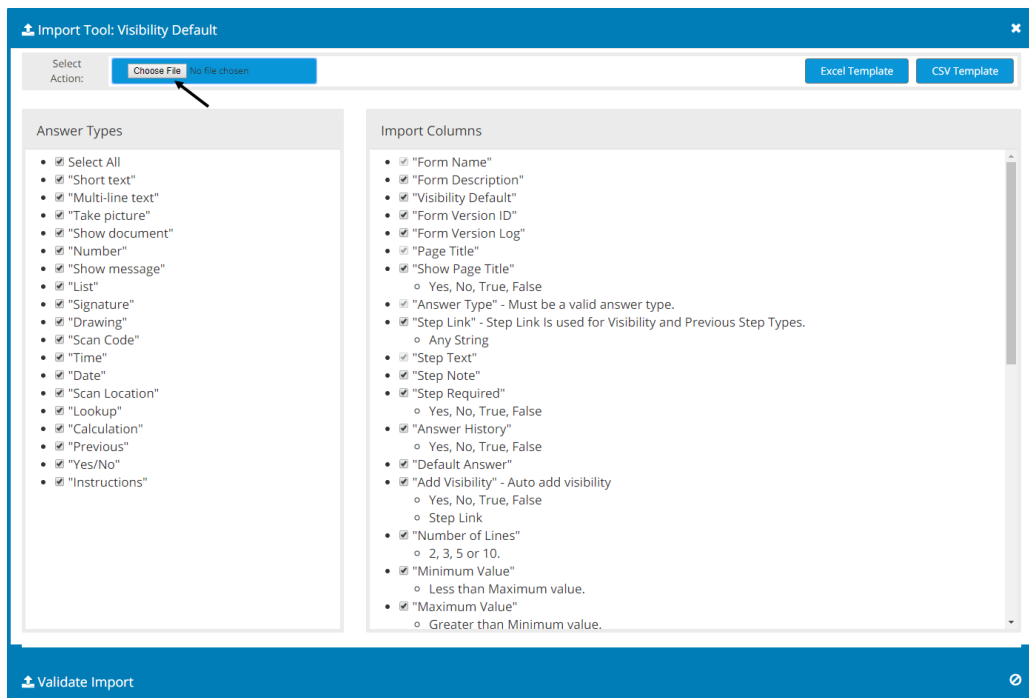 Import Tool: Visibility Default
Select
Action:
Choose File No file chosen
Excel Template
CSV Template
Answer Types
Select All
"Short text"
"Multi-line text"
"Take picture"
"Show document"
"Number"
"Show message"
"List"
"Signature"
"Drawing"
"Scan Code"
"Time"
"Date"
"Scan Location"
"Lookup"
"Calculation"
"Previous"
"Yes/No"
"Instructions"
Import Columns
"Form Name"
"Form Description"
"Visibility Default"
"Form Version ID"
"Form Version Log"
"Page Title"
"Show Page Title"
Yes, No, True, False
"Answer Type" - Must be a valid answer type.
"Step Link" - Step Link Is used for Visibility and Previous Step Types.
Any String
"Step Text"
"Step Note"
"Step Required"
Yes, No, True, False
"Answer History"
Yes, No, True, False
"Default Answer"
"Add Visibility" - Auto add visibility
Yes, No, True, False
Step Link
"Number of Lines"
2, 3, 5 or 10.
"Minimum Value"
Less than Maximum value.
"Maximum Value"
Greater than Minimum value.
Validate Import